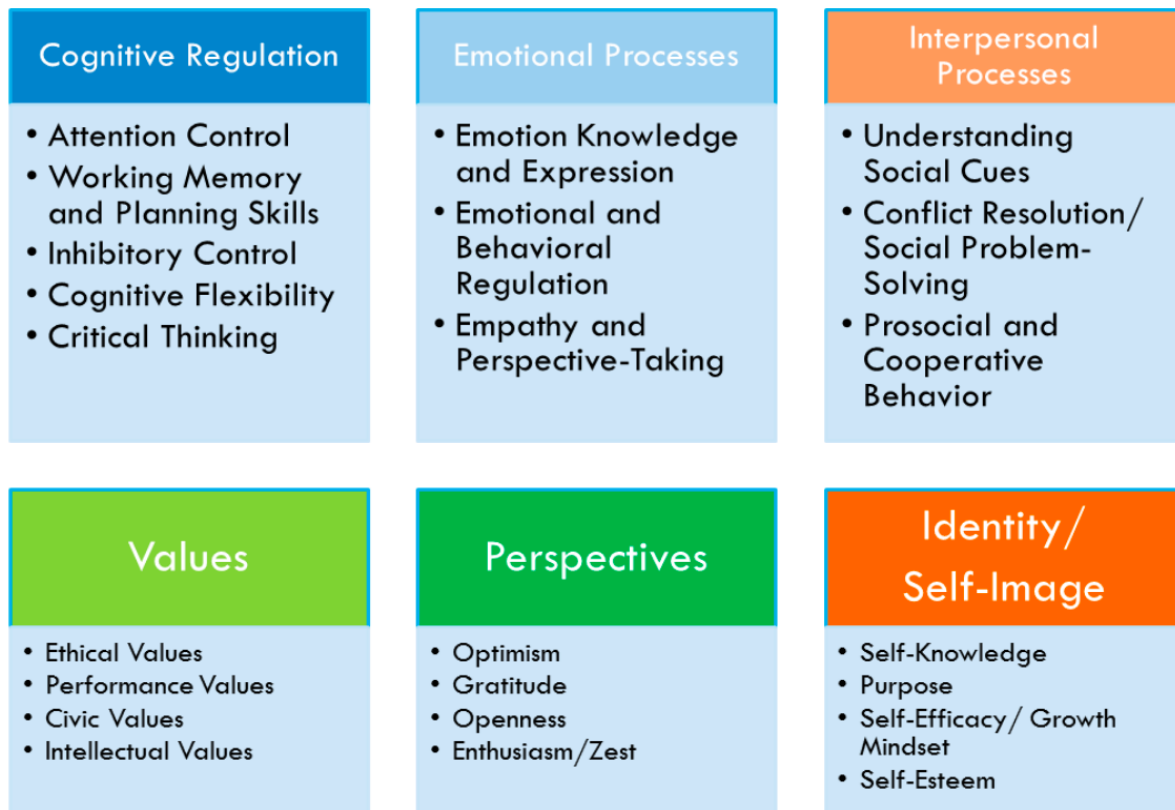 Cognitive Regulation
• Attention Control
• Working Memory
and Planning Skills
• Inhibitory Control
• Cognitive Flexibility
• Critical Thinking
Emotional Processes
• Emotion Knowledge
and Expression
• Emotional and
Behavioral
Regulation
• Empathy and
Perspective-Taking
Interpersonal
Processes
• Understanding
Social Cues
• Conflict Resolution/
Social Problem-
Solving
• Prosocial and
Cooperative
Behavior
Values
• Ethical Values
• Performance Values
• Civic Values
• Intellectual Values
Perspectives
• Optimism
• Gratitude
• Openness
• Enthusiasm/Zest
Identity/
Self-Image
• Self-Knowledge
• Purpose
• Self-Efficacy/ Growth
Mindset
• Self-Esteem